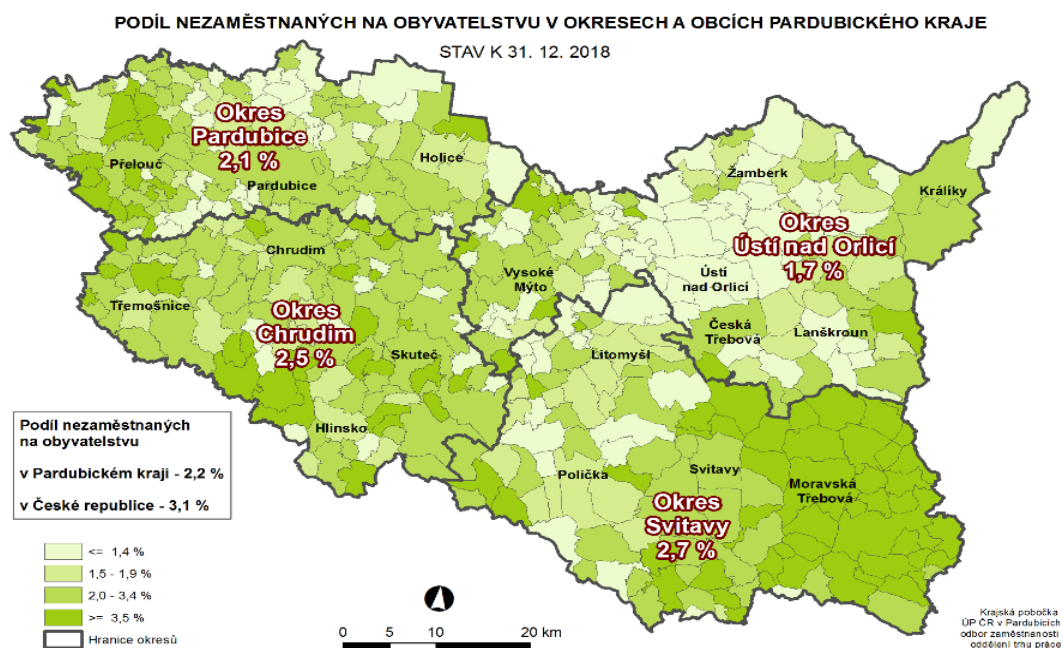 PODÍL NEZAMĚSTNANÝCH NA OBYVATELSTVU V OKRESECH A OBCÍCH PARDUBICKÉHO KRAJE
STAV K 31. 12. 2018
Okres
Pardubice
2,1 %
Přelouč
Holice
Pardubice
Žamberk
Králíky
Okres
Ústí nad Orlicí
1,7 %
Chrudim
Vysoké
Mýto
Ústí
nad Orlicí
Třemošnice
Okres
Chrudim
2,5 %
Česká
Třebová
Lanškroun
Skuteč
Litomyšl
Hlinsko
Polička
Svitavy
Moravská
Třebová
Okres
Svitavy
2,7 %
Podíl nezaměstnaných
na obyvatelstvu
v Pardubickém kraji - 2,2 %
v České republice - 3,1 %
<= 1,4 %
1,5 - 1,9 %
2,0 - 3,4 %
>= 3,5 %
Hranice okresů
0 5 10 20 km
Krajská pobočka
ÚP ČR v Pardubicích
odbor zaměstnanosti
oddělení trhu práce